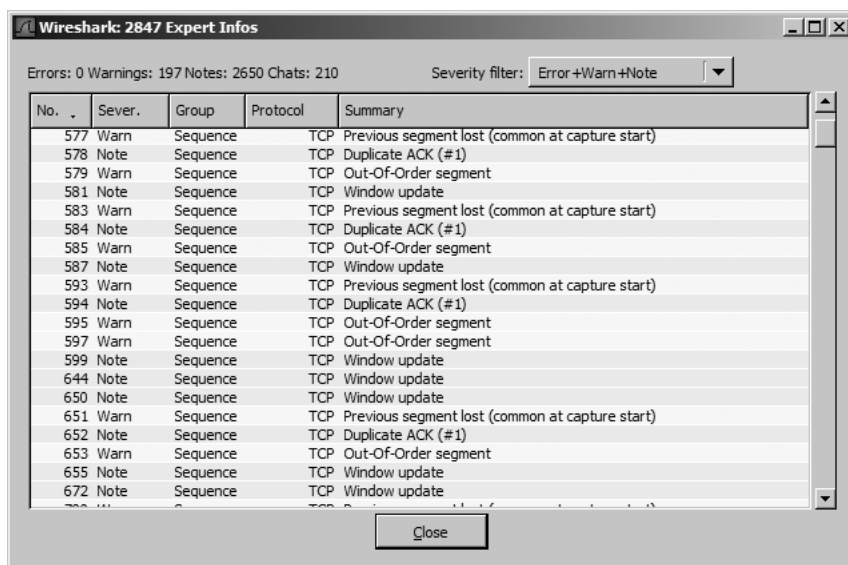 Wireshark: 2847 Expert Infos
Errors: 0 Warnings: 197 Notes: 2650 Chats: 210 Severity filter: Error+Warn+Note
No. Sever. Group Protocol Summary
577 Warn Sequence TCP Previous segment lost (common at capture start)
578 Note Sequence TCP Duplicate ACK (#1)
579 Warn Sequence TCP Out-Of-Order segment
581 Note Sequence TCP Window update
583 Warn Sequence TCP Previous segment lost (common at capture start)
584 Note Sequence TCP Duplicate ACK (#1)
585 Warn Sequence TCP Out-Of-Order segment
587 Note Sequence TCP Window update
593 Warn Sequence TCP Previous segment lost (common at capture start)
594 Note Sequence TCP Duplicate ACK (#1)
595 Warn Sequence TCP Out-Of-Order segment
597 Warn Sequence TCP Out-Of-Order segment
599 Note Sequence TCP Window update
644 Note Sequence TCP Window update
650 Note Sequence TCP Window update
651 Warn Sequence TCP Previous segment lost (common at capture start)
652 Note Sequence TCP Duplicate ACK (#1)
653 Warn Sequence TCP Out-Of-Order segment
655 Note Sequence TCP Window update
672 Note Sequence TCP Window update
Close